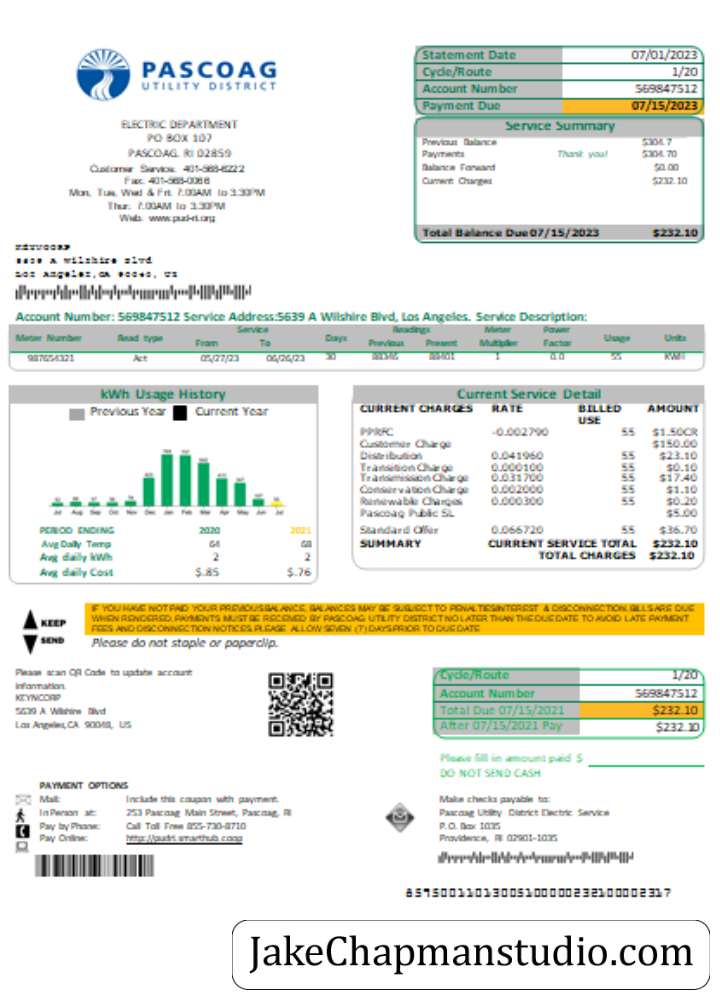 PASCOAG
UTILITY DISTRICT
ELECTRIC DEPARTMENT
PO BOX 107
PASCOAG, RI 02859
Customer Service: 401-568-6222
Fax: 401-568-0066
Mon, Tue, Wed & Fri: 7:00AM to 3:30PM
Thur: 7:00AM to 3:30PM
Web: www.pud-ri.org
Statement Date 07/01/2023
Cycle/Route 1/20
Account Number 569847512
Payment Due 07/15/2023
Service Summary
Previous Balance $304.7
Payments Thank you! $304.70
Balance Forward $0.00
Current Charges $232.10
Total Balance Due 07/15/2023 $232.10
KEYVCORP
5639 A Wilshire Blvd
Los Angeles,CA 90048, US
Account Number: 569847512 Service Address:5639 A Wilshire Blvd, Los Angeles. Service Description:
Meter Number Read type Service From To Days Readings Previous Present Meter Multiplier Power Factor Usage Units
987654321 Act 05/27/23 06/26/23 30 88346 88401 1 0.0 55 KWH
kWh Usage History
Previous Year Current Year
Jul Aug Sep Oct Nov Dec Jan Feb Mar Apr May Jun Jul
PERIOD ENDING 2020 2021
Avg Daily Temp 64 68
Avg daily kWh 2 2
Avg daily Cost $.85 $.76
Current Service Detail
CURRENT CHARGES RATE BILLED USE AMOUNT
PPRFC -0.002790 55 $1.50CR
Customer Charge $150.00
Distribution 0.041960 55 $23.10
Transition Charge 0.000100 55 $0.10
Transmission Charge 0.031700 55 $17.40
Conservation Charge 0.002000 55 $1.10
Renewable Charges 0.000300 55 $0.20
Pascoag Public SL $5.00
Standard Offer 0.066720 55 $36.70
SUMMARY CURRENT SERVICE TOTAL $232.10
TOTAL CHARGES $232.10
KEEP
SEND
IF YOU HAVE NOT PAID YOUR PREVIOUS BALANCE, BALANCES MAY BE SUBJECT TO PENALTIES/INTEREST & DISCONNECTION. BILLS ARE DUE
WHEN RENDERED. PAYMENTS MUST BE RECEIVED BY PASCOAG UTILITY DISTRICT NO LATER THAN THE DUE DATE TO AVOID LATE PAYMENT
FEES AND DISCONNECTION NOTICES. PLEASE ALLOW SEVEN (7) DAYS PRIOR TO DUE DATE
Please do not staple or paperclip.
Please scan QR Code to update account
information.
KEYNCORP
5639 A Wilshire Blvd
Los Angeles,CA 90048, US
Cycle/Route 1/20
Account Number 569847512
Total Due 07/15/2021 $232.10
After 07/15/2021 Pay $232.10
Please fill in amount paid $
DO NOT SEND CASH
PAYMENT OPTIONS
Mail: Include this coupon with payment.
In Person at: 253 Pascoag Main Street, Pascoag, RI
Pay by Phone: Call Toll Free 855-730-8710
Pay Online: http://pudri.smarthub.coop
Make checks payable to:
Pascoag Utility District Electric Service
P.O. Box 1035
Providence, RI 02901-1035
85950011013005100000232100002317
JakeChapmanstudio.com